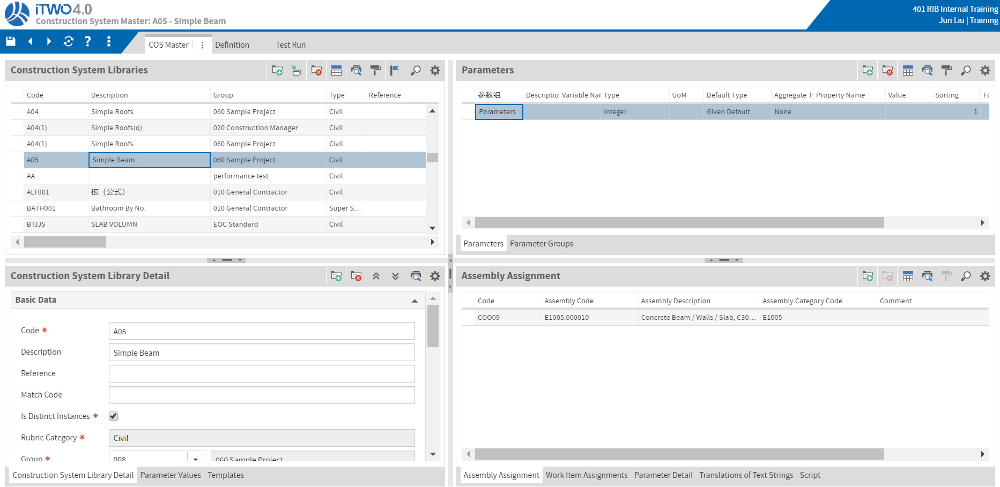 iTWO 4.0
Construction System Master: A05 - Simple Beam
401 RIB Internal Training
Jun Liu | Training
COS Master
Definition
Test Run
Construction System Libraries
Code Description Group Type Reference
A04 Simple Roofs 060 Sample Project Civil
A04(1) Simple Roofs(q) 020 Construction Manager Civil
A04(1) Simple Roofs 060 Sample Project Civil
A05 Simple Beam 060 Sample Project Civil
AA performance test Civil
ALT001 板（公式） 010 General Contractor Civil
BATH001 Bathroom By No. 010 General Contractor Super S...
BTJJS SLAB VOLUMN EOC Standard Civil
Parameters
参数组 Descriptio Variable Nar Type UoM Default Type Aggregate Ty Property Name Value Sorting Fo
Parameters Integer Given Default None 1
Parameters Parameter Groups
Construction System Library Detail
Basic Data
Code * A05
Description Simple Beam
Reference
Match Code
Is Distinct Instances *
Rubric Category * Civil
Group * 008 060 Sample Project
Construction System Library Detail Parameter Values Templates
Assembly Assignment
Code Assembly Code Assembly Description Assembly Category Code Comment
COO09 E1005.000010 Concrete Beam / Walls / Slab, C30... E1005
Assembly Assignment Work Item Assignments Parameter Detail Translations of Text Strings Script